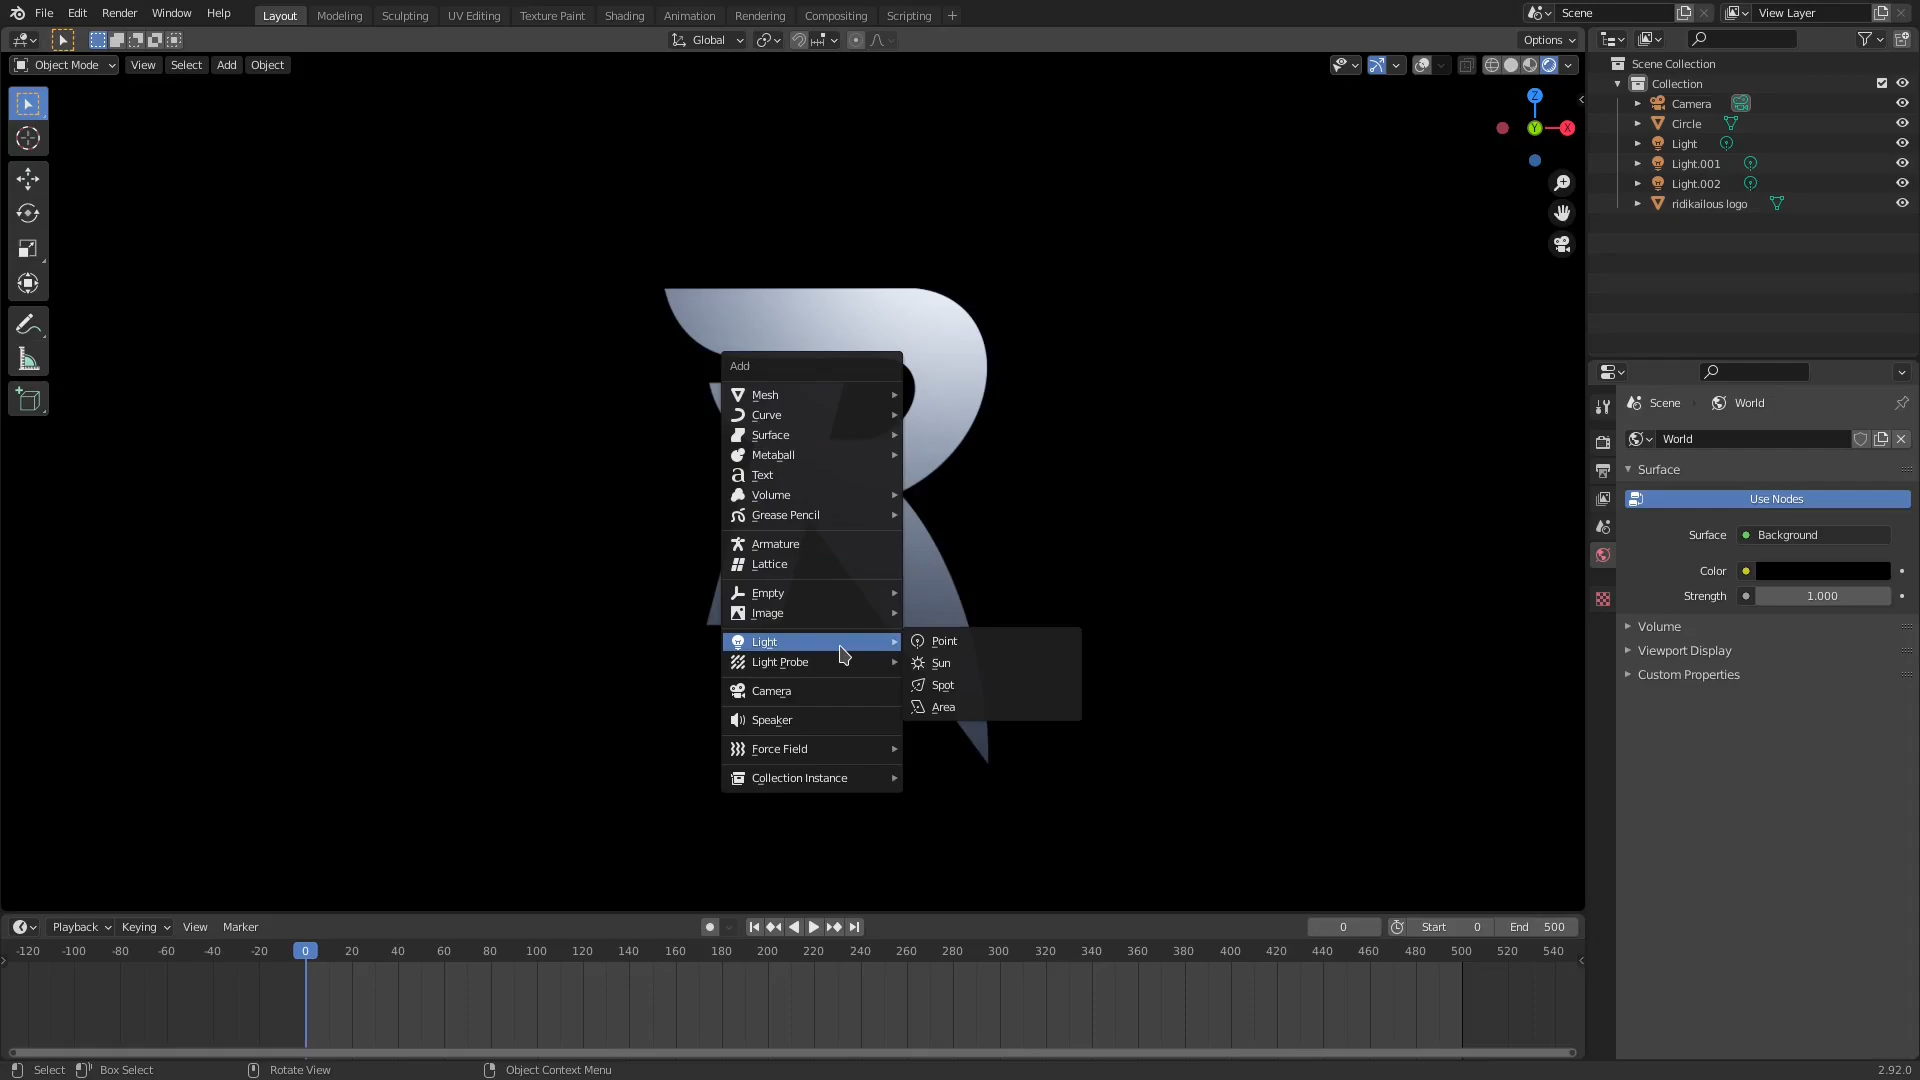 File Edit Render Window Help Layout Modeling Sculpting UV Editing Texture Paint Shading Animation Rendering Compositing Scripting Scene View Layer
Global Options
Object Mode View Select Add Object
Z
Y X
Scene Collection
Collection
Camera
Circle
Light
Light.001
Light.002
ridikailous logo
Scene World
World
Surface
Use Nodes
Surface Background
Color
Strength 1.000
Volume
Viewport Display
Custom Properties
Add
Mesh
Curve
Surface
Metaball
Text
Volume
Grease Pencil
Armature
Lattice
Empty
Image
Light
Light Probe
Camera
Speaker
Force Field
Collection Instance
Point
Sun
Spot
Area
Playback Keying View Marker 0 Start 0 End 500
-120 -100 -80 -60 -40 -20 0 20 40 60 80 100 120 140 160 180 200 220 240 260 280 300 320 340 360 380 400 420 440 460 480 500 520 540
Select Box Select Rotate View Object Context Menu 2.92.0